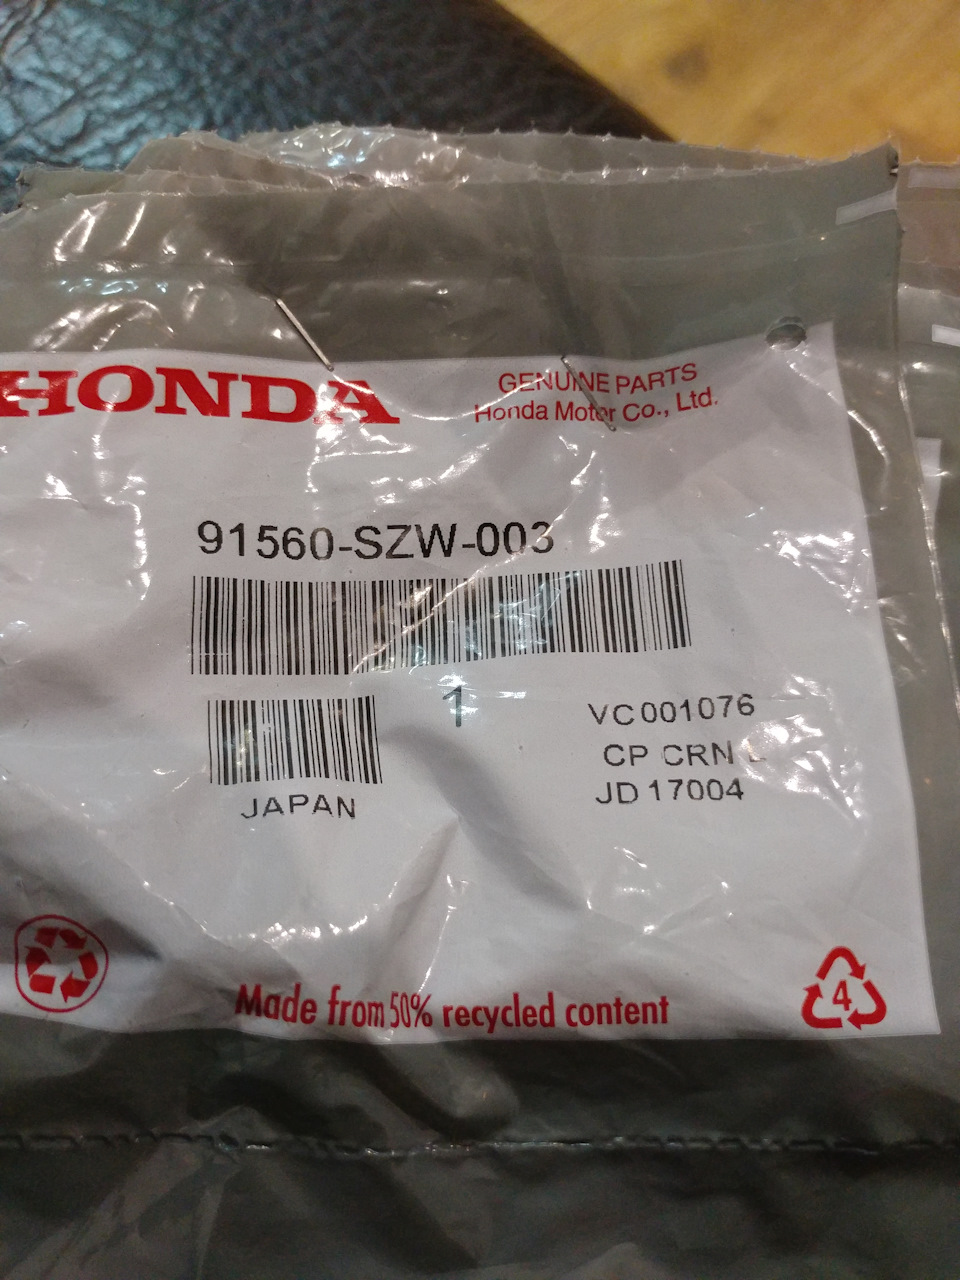 HONDA
GENUINE PARTS
Honda Motor Co., Ltd.
91560-SZW-003
1
VC001076
CP CRN
JD 17004
JAPAN
Made from 50% recycled content
4